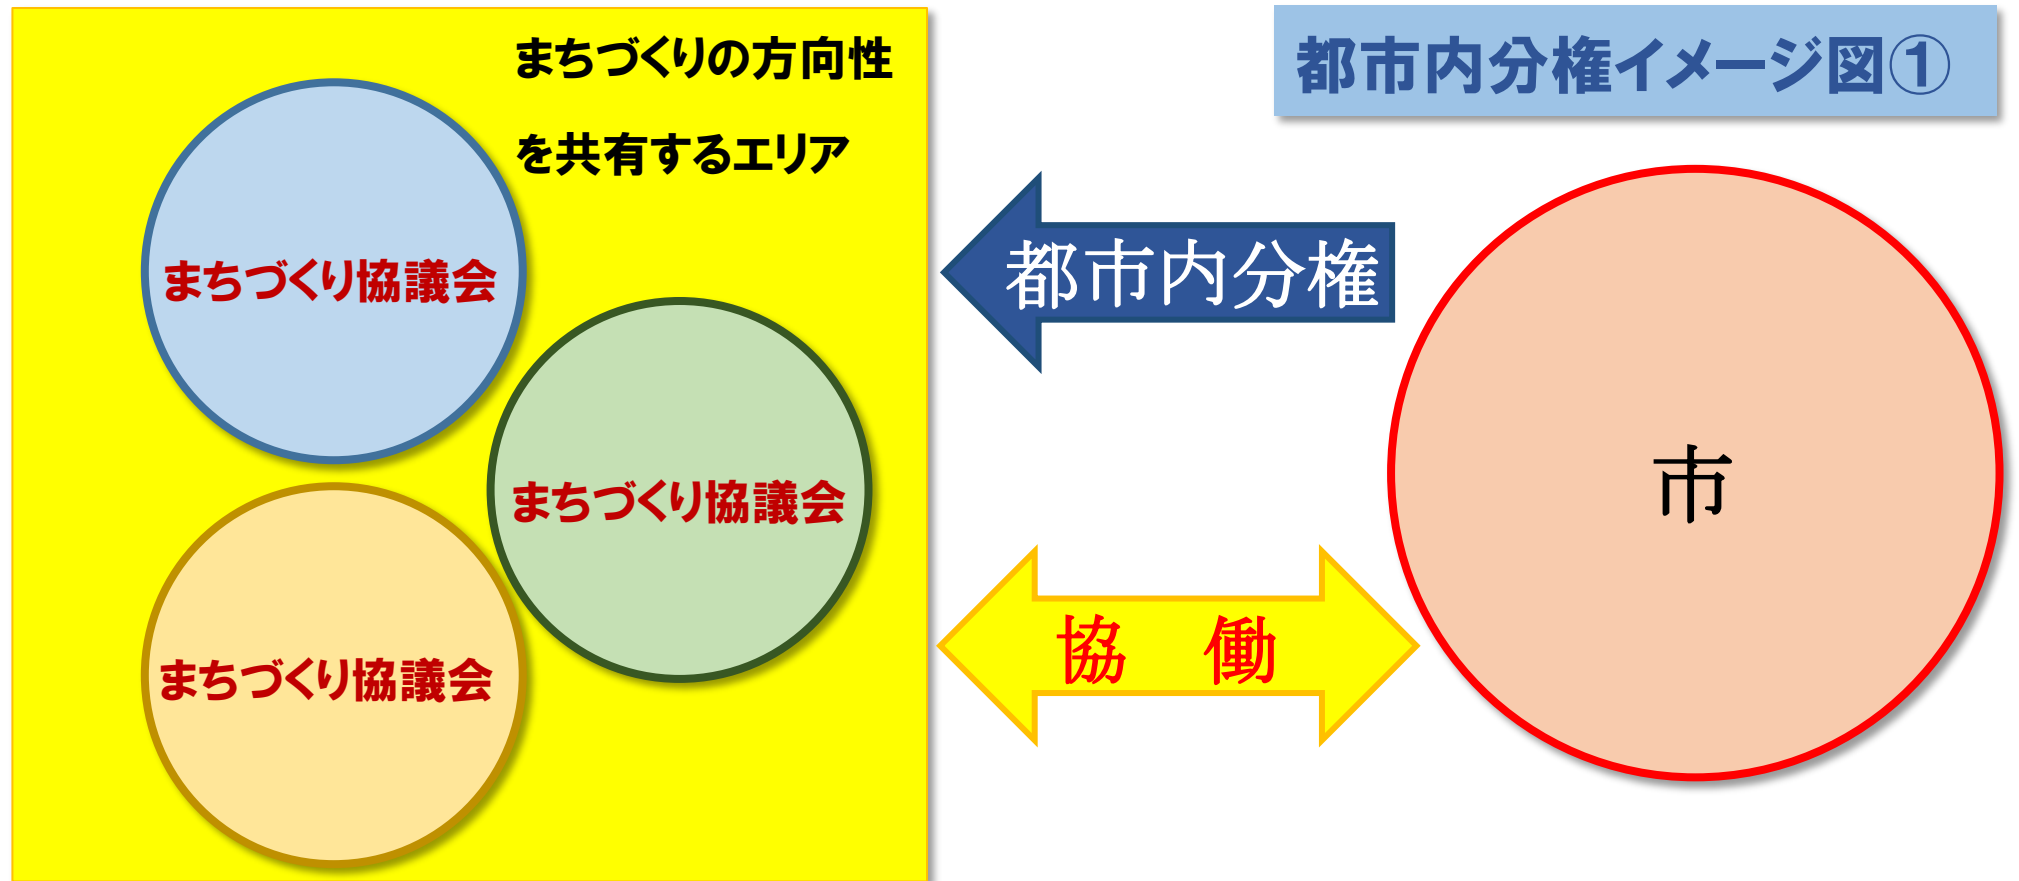 都市内分権イメージ図①
まちづくりの方向性
を共有するエリア
まちづくり協議会
まちづくり協議会
まちづくり協議会
都市内分権
協　働
市